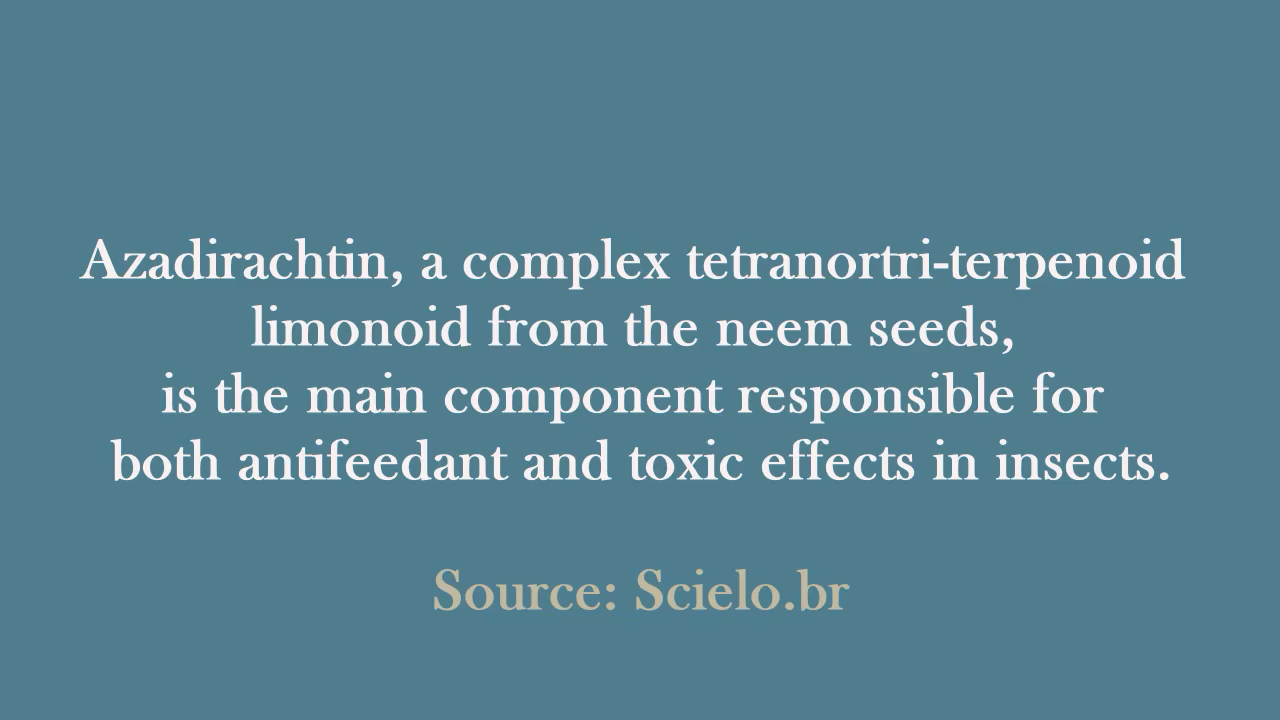 Azadirachtin, a complex tetranortri-terpenoid
limonoid from the neem seeds,
is the main component responsible for
both antifeedant and toxic effects in insects.
Source: Scielo.br